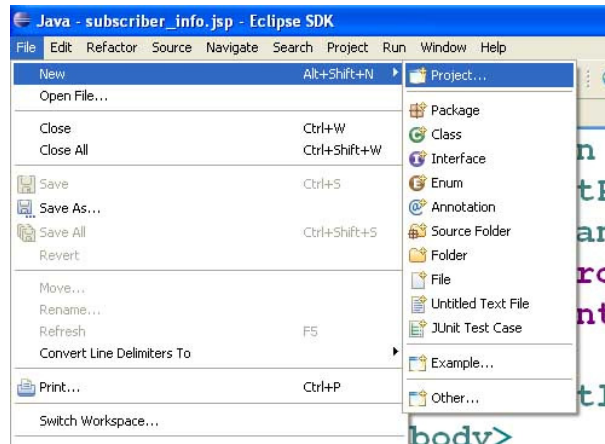 Java - subscriber_info.jsp - Eclipse SDK
File Edit Refactor Source Navigate Search Project Run Window Help
New Alt+Shift+N
Open File...
Close Ctrl+W
Close All Ctrl+Shift+W
Save Ctrl+S
Save As...
Save All Ctrl+Shift+S
Revert
Move...
Rename...
Refresh F5
Convert Line Delimiters To
Print... Ctrl+P
Switch Workspace...
Project...
Package
Class
Interface
Enum
Annotation
Source Folder
Folder
File
Untitled Text File
JUnit Test Case
Example...
Other...
body>